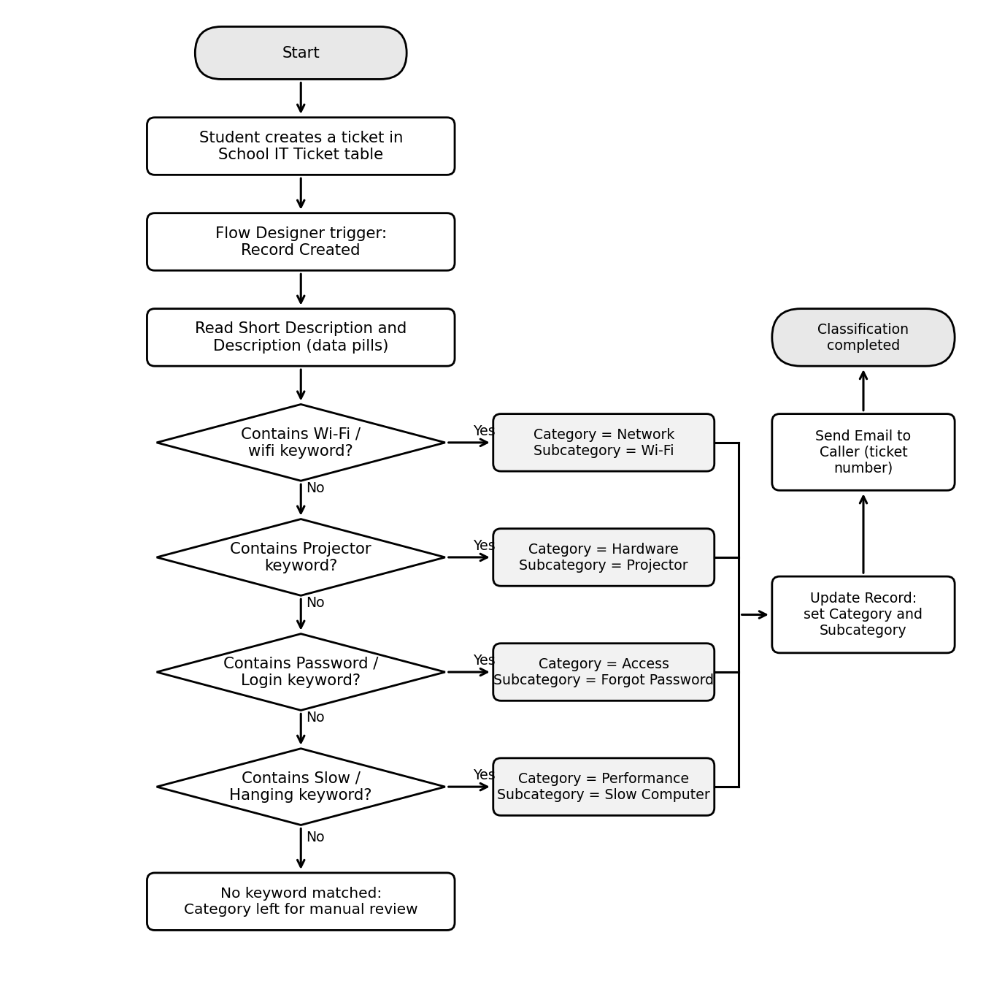 Start
Student creates a ticket in
School IT Ticket table
Flow Designer trigger:
Record Created
Read Short Description and
Description (data pills)
Contains Wi-Fi /
wifi keyword?
Yes
Category = Network
Subcategory = Wi-Fi
No
Contains Projector
keyword?
Yes
Category = Hardware
Subcategory = Projector
No
Contains Password /
Login keyword?
Yes
Category = Access
Subcategory = Forgot Password
No
Contains Slow /
Hanging keyword?
Yes
Category = Performance
Subcategory = Slow Computer
No
No keyword matched:
Category left for manual review
Update Record:
set Category and
Subcategory
Send Email to
Caller (ticket
number)
Classification
completed